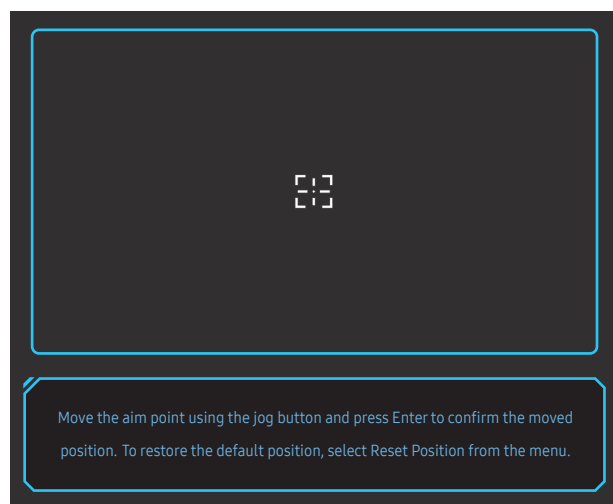 Move the aim point using the jog button and press Enter to confirm the moved
position. To restore the default position, select Reset Position from the menu.